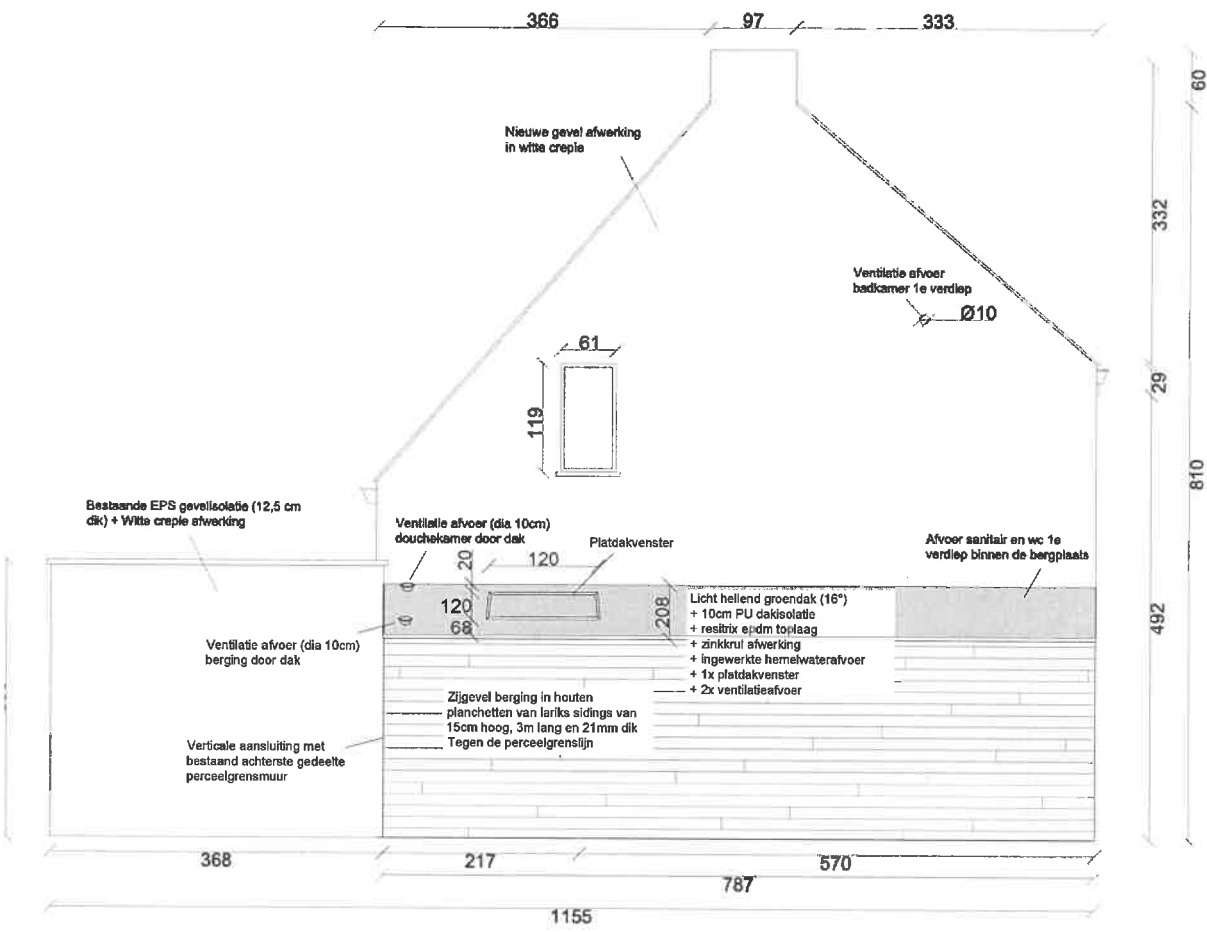 366
97
333
60
Nieuwe gevel afwerking
in witte crepie
332
Ventilatie afvoer
badkamer 1e verdiep
Ø10
61
119
29
810
Bestaande EPS gevelisolatie (12,5 cm
dik) + Witte crepie afwerking
Ventilatie afvoer (dia 10cm)
douchekamer door dak
20
120
Platdakvenster
Afvoer sanitair en wc 1e
verdiep binnen de bergplaats
120
68
208
Licht hellend groendak (16°)
+ 10cm PU dakisolatie
+ resitrix epdm toplaag
+ zinkkrul afwerking
+ ingewerkte hemelwaterafvoer
+ 1x platdakvenster
+ 2x ventilatieafvoer
492
Ventilatie afvoer (dia 10cm)
berging door dak
Zijgevel berging in houten
planchetten van lariks sidings van
15cm hoog, 3m lang en 21mm dik
Tegen de perceelgrenslijn
Verticale aansluiting met
bestaand achterste gedeelte
perceelgrensmuur
368
217
570
787
1155